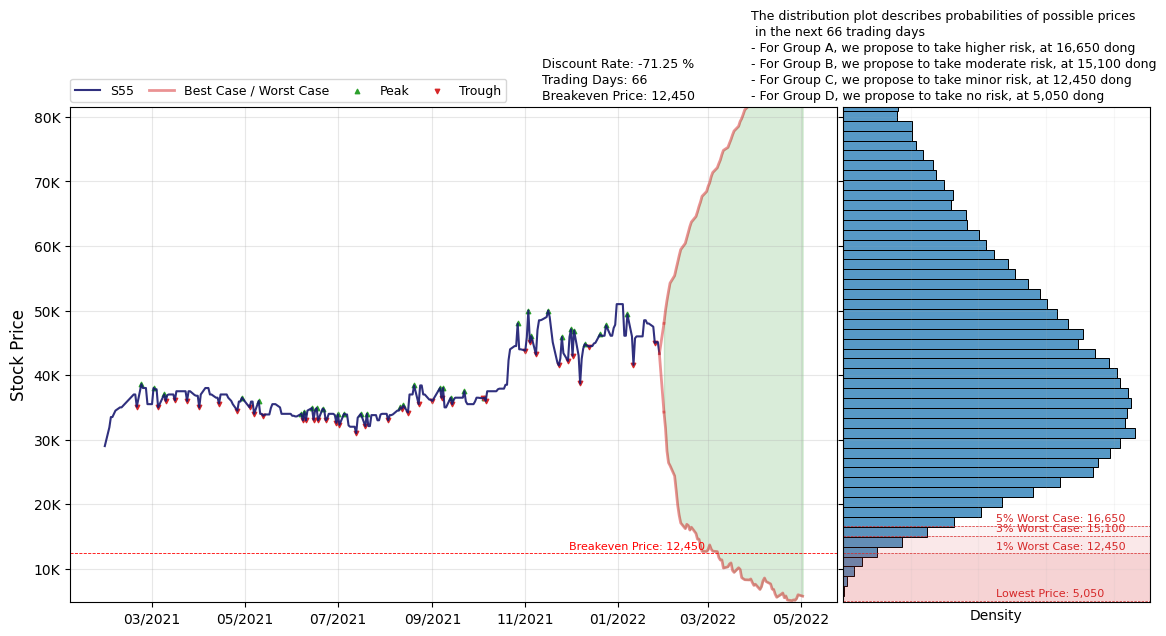 The distribution plot describes probabilities of possible prices
in the next 66 trading days
- For Group A, we propose to take higher risk, at 16,650 dong
- For Group B, we propose to take moderate risk, at 15,100 dong
- For Group C, we propose to take minor risk, at 12,450 dong
- For Group D, we propose to take no risk, at 5,050 dong
Discount Rate: -71.25 %
Trading Days: 66
Breakeven Price: 12,450
S55 Best Case / Worst Case Peak Trough
Stock Price
80K
70K
60K
50K
40K
30K
20K
10K
Breakeven Price: 12,450
03/2021 05/2021 07/2021 09/2021 11/2021 01/2022 03/2022 05/2022
5% Worst Case: 16,650
3% Worst Case: 15,100
1% Worst Case: 12,450
Lowest Price: 5,050
Density